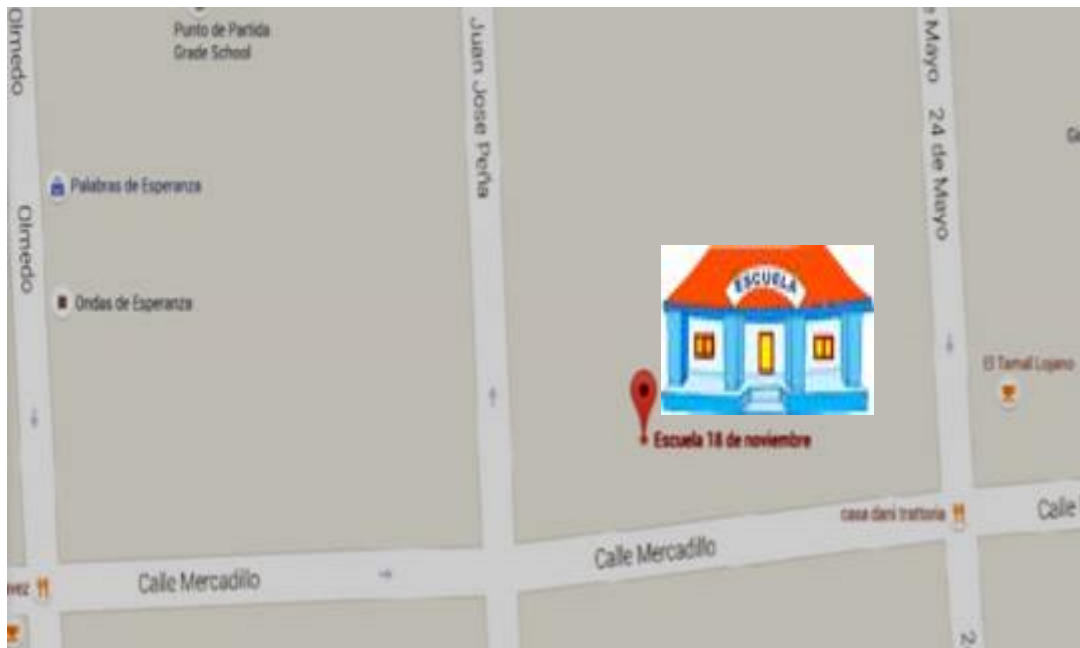 Olmedo
Punto de Partida
Grade School
Juan Jose Peña
Mayo
24 de Mayo
Palabras de Esperanza
Olmedo
Ondas de Esperanza
ESCUELA
El Tamal Lojano
Escuela 18 de noviembre
casa dani trattoria
Calle
Calle Mercadillo
Calle Mercadillo